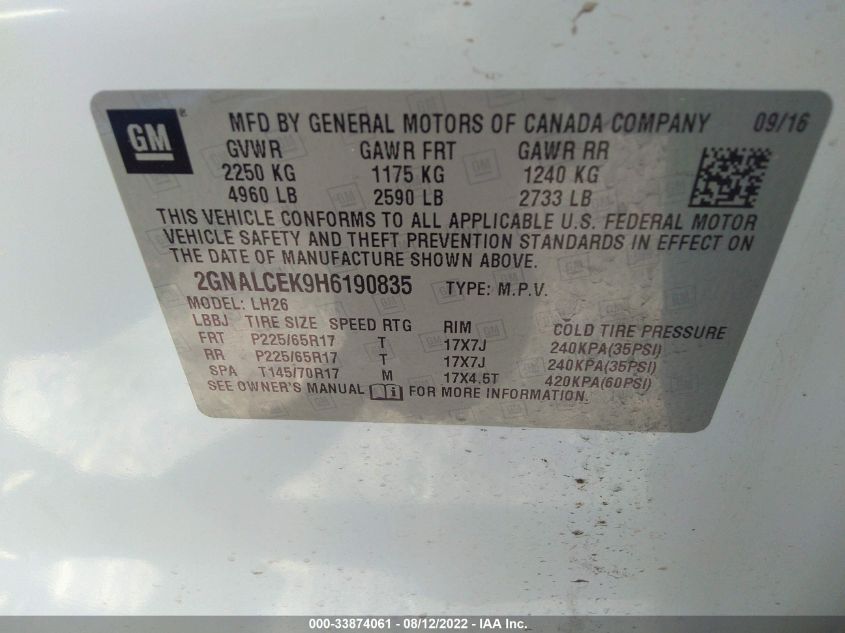 GM®
MFD BY GENERAL MOTORS OF CANADA COMPANY 09/16
GVWR GAWR FRT GAWR RR
2250 KG 1175 KG 1240 KG
4960 LB 2590 LB 2733 LB
THIS VEHICLE CONFORMS TO ALL APPLICABLE U.S. FEDERAL MOTOR
VEHICLE SAFETY AND THEFT PREVENTION STANDARDS IN EFFECT ON
THE DATE OF MANUFACTURE SHOWN ABOVE.
2GNALCEK9H6190835 TYPE: M.P.V.
MODEL: LH26
LBBJ TIRE SIZE SPEED RTG RIM COLD TIRE PRESSURE
FRT P225/65R17 T 17X7J 240KPA(35PSI)
RR P225/65R17 T 17X7J 240KPA(35PSI)
SPA T145/70R17 M 17X4.5T 420KPA(60PSI)
SEE OWNER'S MANUAL FOR MORE INFORMATION.
000-33874061 - 08/12/2022 - IAA Inc.